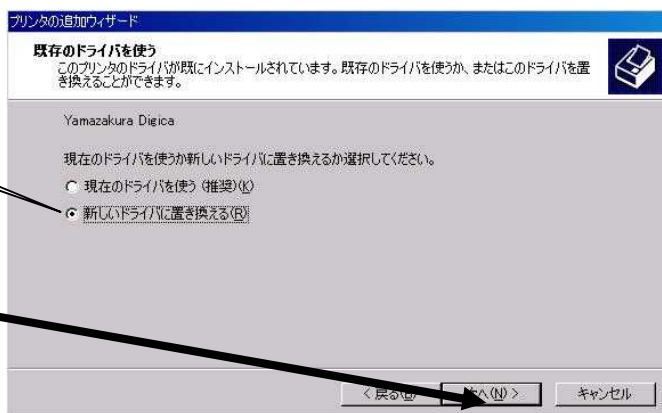 プリンタの追加ウィザード
既存のドライバを使う
このプリンタのドライバが既にインストールされています。既存のドライバを使うか、またはこのドライバを置
き換えることができます。
Yamazakura Digica
現在のドライバを使うか新しいドライバに置き換えるか選択してください。
現在のドライバを使う (推奨)(K)
新しいドライバに置き換える(R)
< 戻る(B)
次へ(N) >
キャンセル